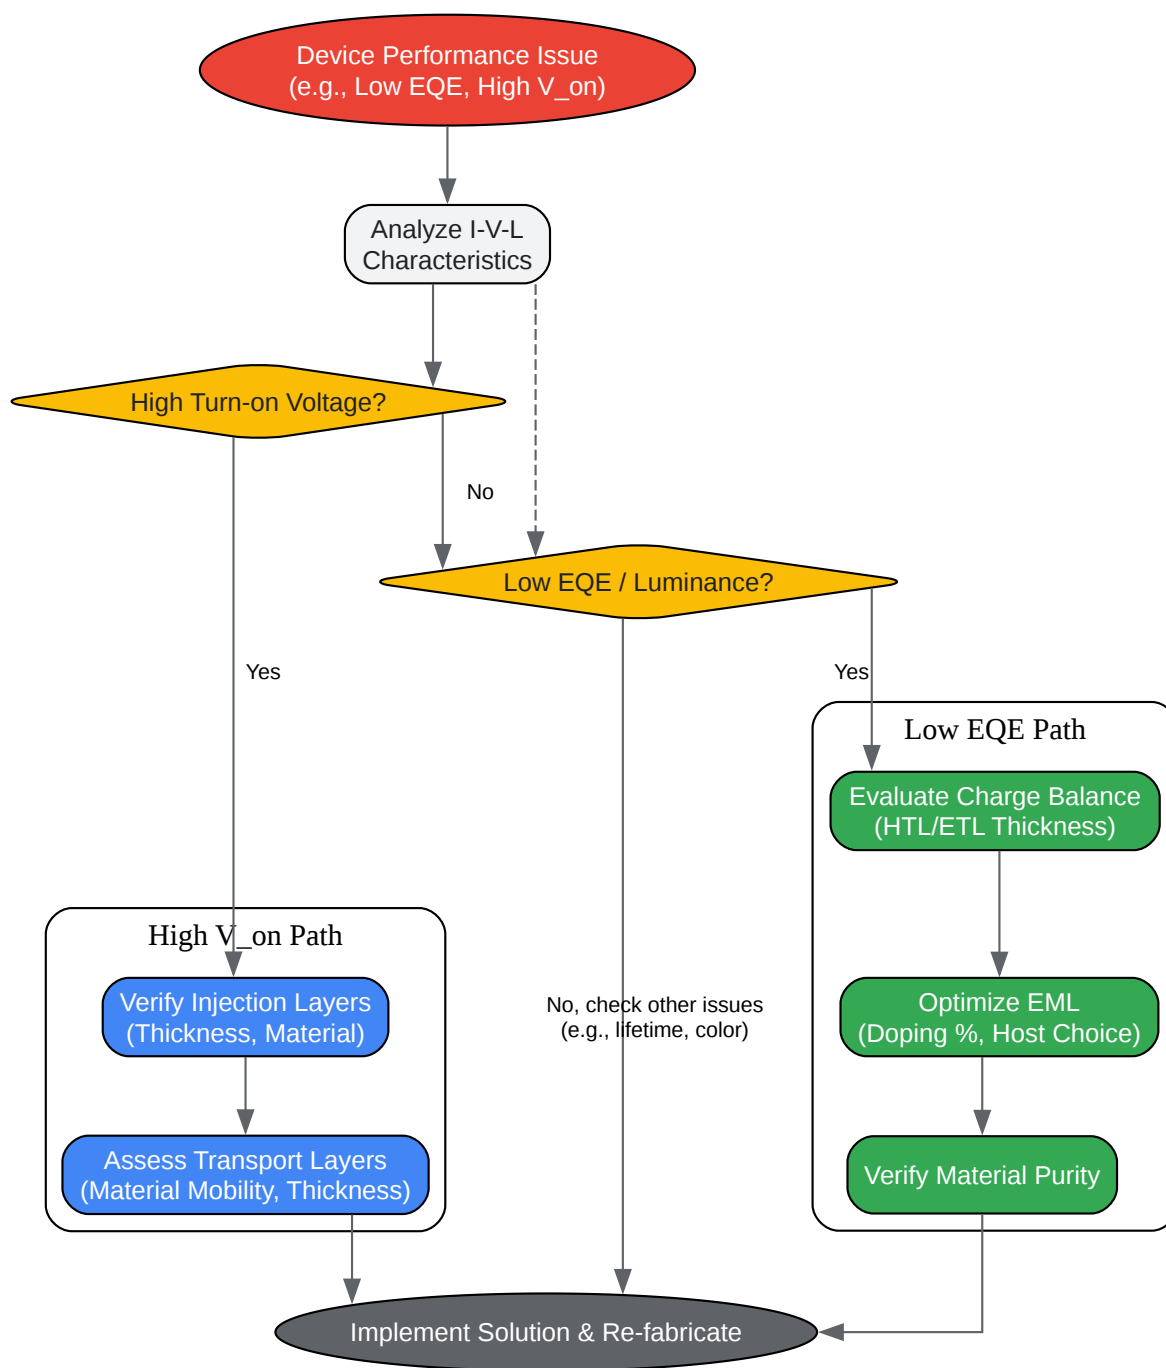 Device Performance Issue
(e.g., Low EQE, High V_on)
Analyze I-V-L
Characteristics
High Turn-on Voltage?
No
Low EQE / Luminance?
Yes
Yes
Low EQE Path
Evaluate Charge Balance
(HTL/ETL Thickness)
High V_on Path
Verify Injection Layers
(Thickness, Material)
No, check other issues
(e.g., lifetime, color)
Optimize EML
(Doping %, Host Choice)
Assess Transport Layers
(Material Mobility, Thickness)
Verify Material Purity
Implement Solution & Re-fabricate